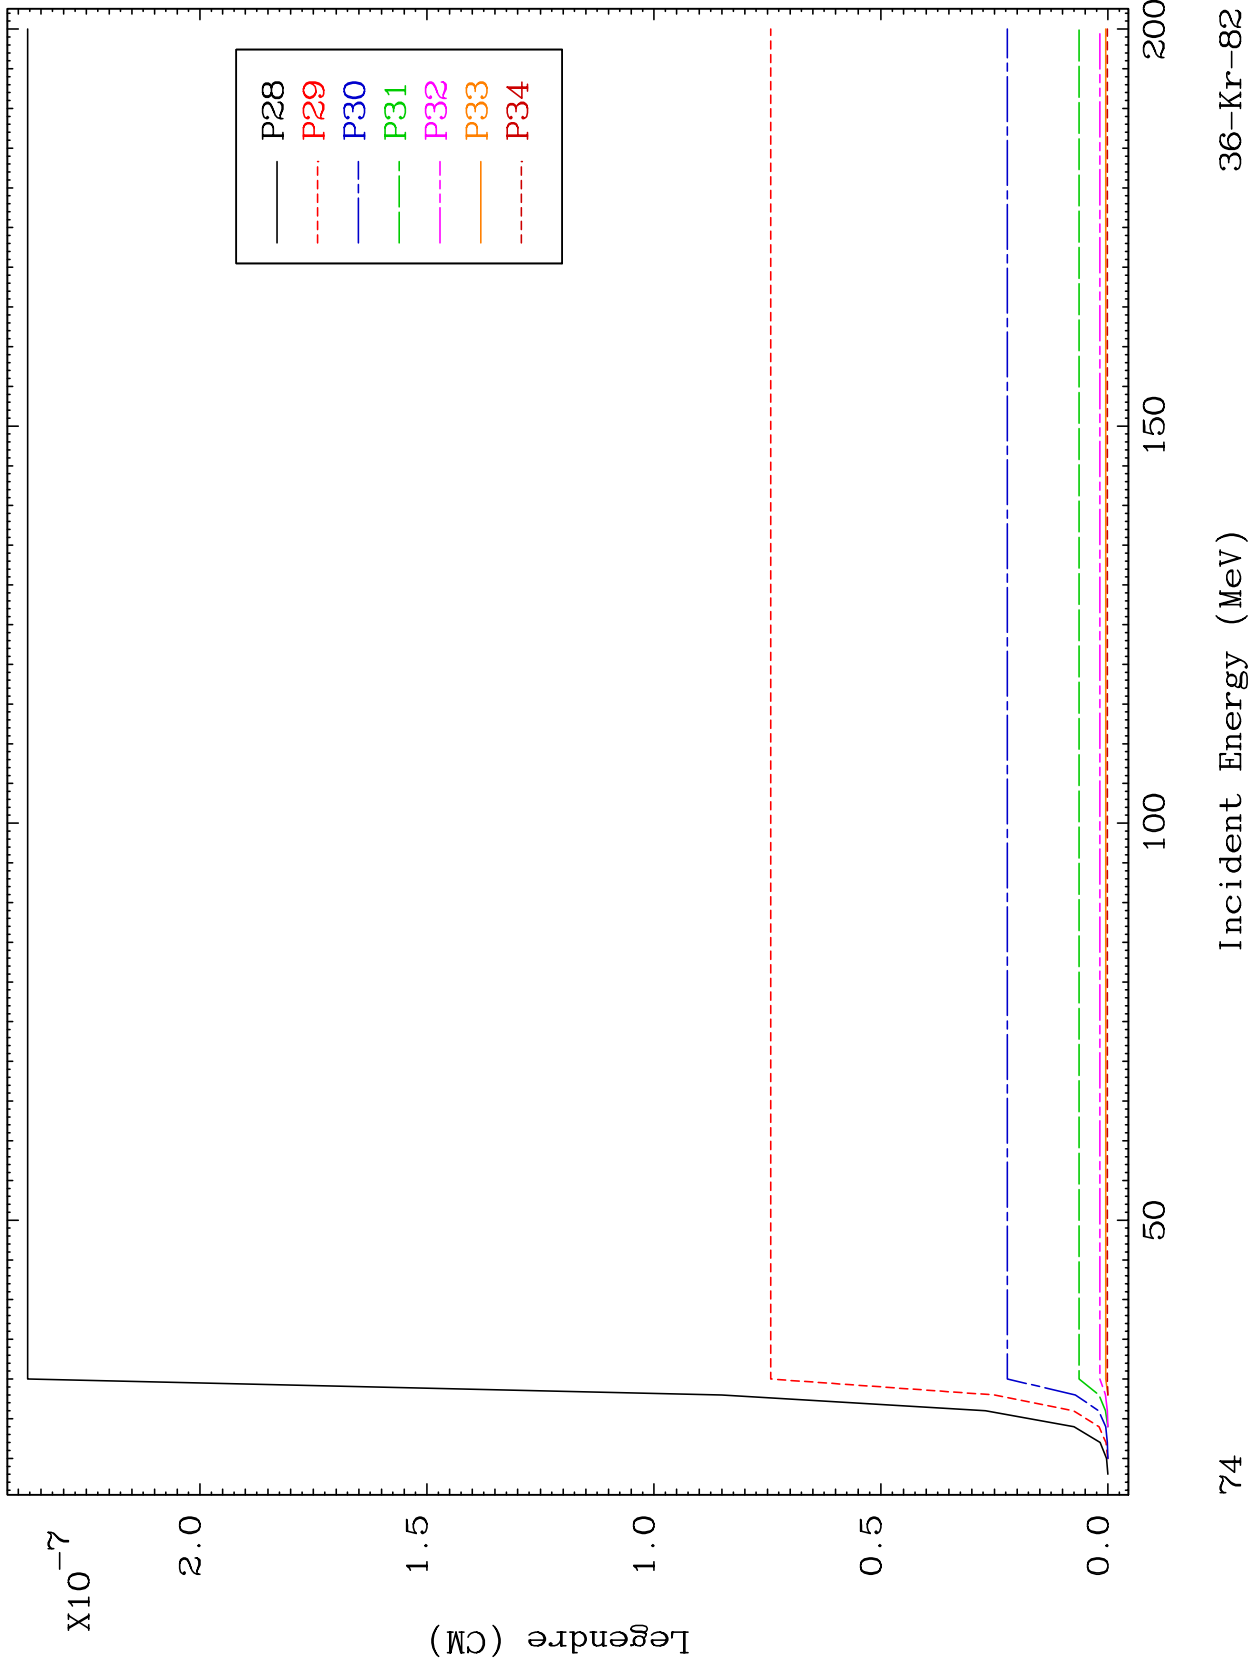 X10-7
2.0
1.5
1.0
0.5
0.0
Legendre (CM)
P28
P29
P30
P31
P32
P33
P34
50
100
150
200
Incident Energy (MeV)
74
36-Kr-82